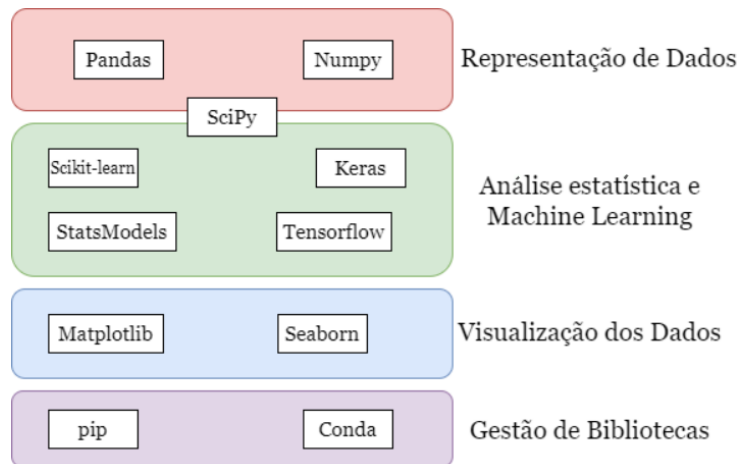 Pandas
Numpy
Representação de Dados
SciPy
Scikit-learn
Keras
StatsModels
Tensorflow
Análise estatística e
Machine Learning
Matplotlib
Seaborn
Visualização dos Dados
pip
Conda
Gestão de Bibliotecas